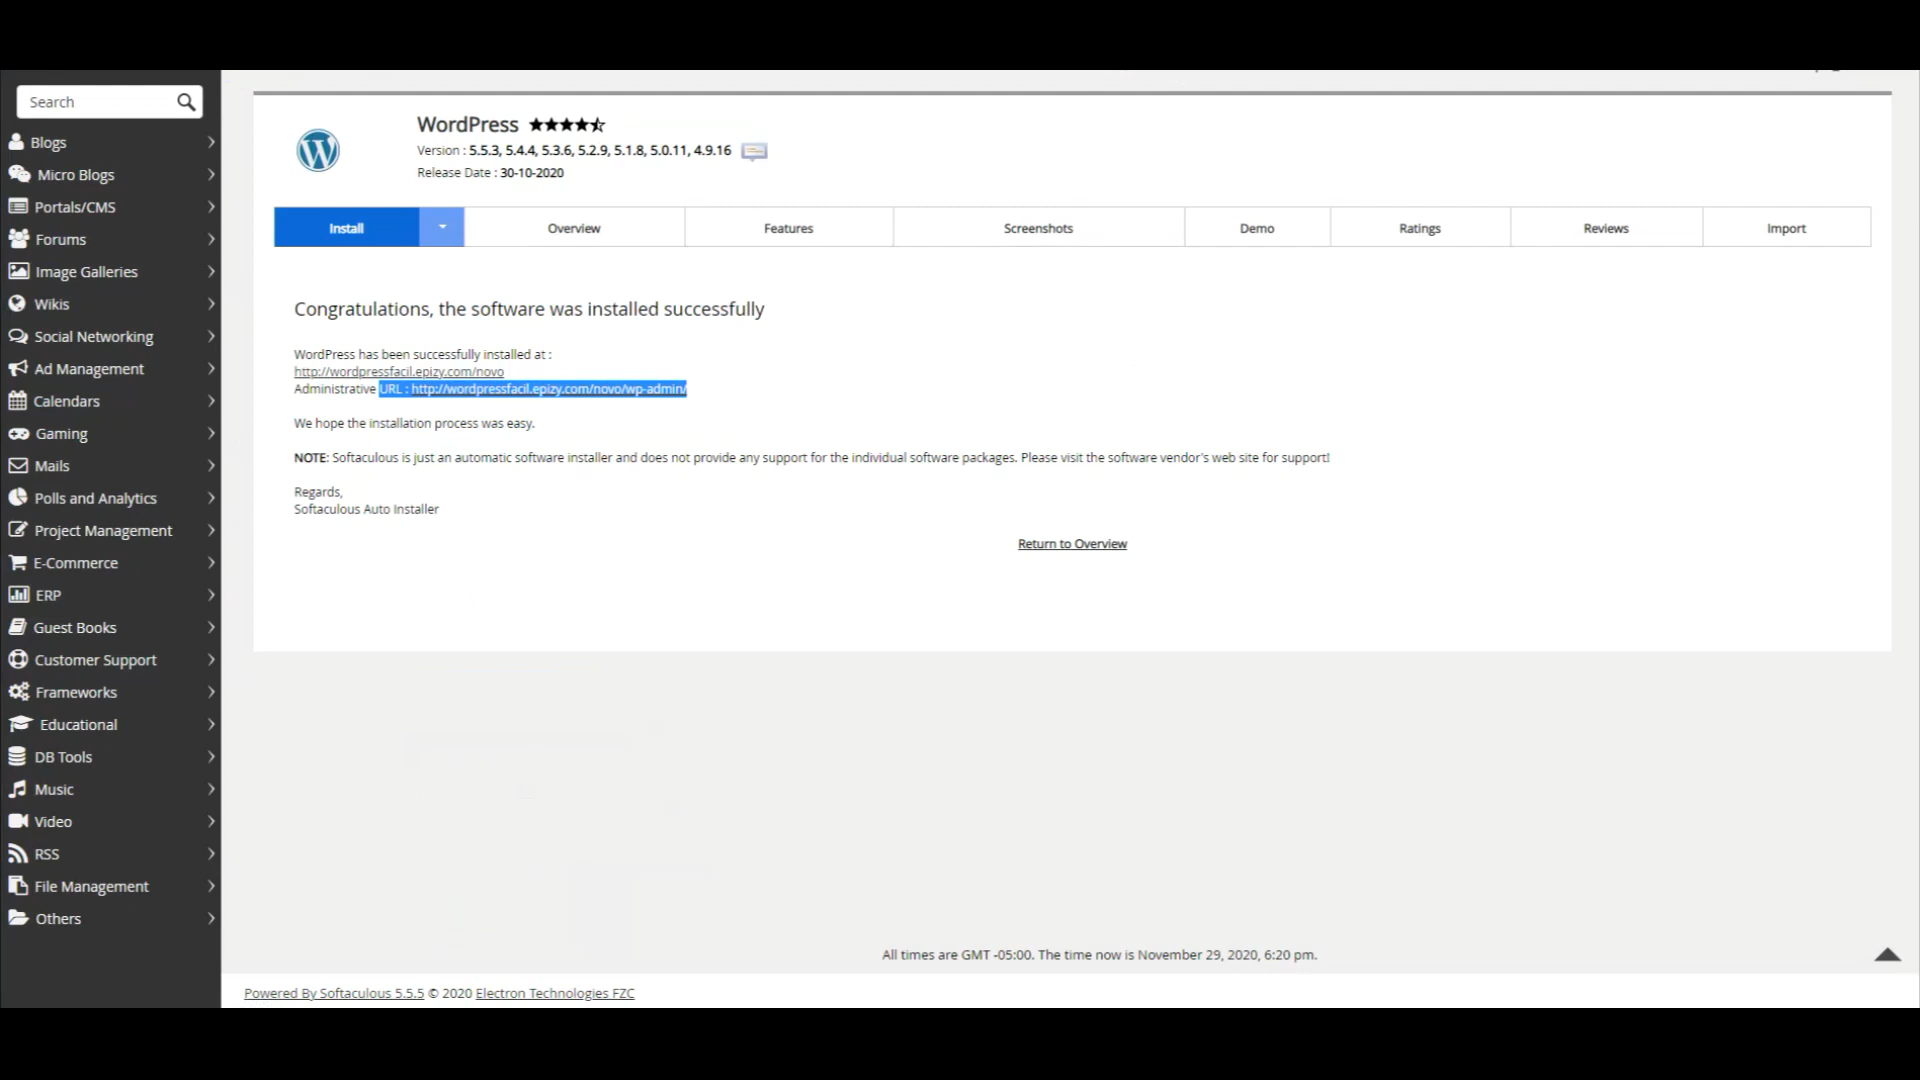 Search
Blogs
Micro Blogs
Portals/CMS
Forums
Image Galleries
Wikis
Social Networking
Ad Management
Calendars
Gaming
Mails
Polls and Analytics
Project Management
E-Commerce
ERP
Guest Books
Customer Support
Frameworks
Educational
DB Tools
Music
Video
RSS
File Management
Others
WordPress
Version : 5.5.3, 5.4.4, 5.3.6, 5.2.9, 5.1.8, 5.0.11, 4.9.16
Release Date : 30-10-2020
Install Overview Features Screenshots Demo Ratings Reviews Import
Congratulations, the software was installed successfully
WordPress has been successfully installed at :
http://wordpressfacil.epizy.com/novo
Administrative URL : http://wordpressfacil.epizy.com/novo/wp-admin/
We hope the installation process was easy.
NOTE: Softaculous is just an automatic software installer and does not provide any support for the individual software packages. Please visit the software vendor's web site for support!
Regards,
Softaculous Auto Installer
Return to Overview
All times are GMT -05:00. The time now is November 29, 2020, 6:20 pm.
Powered By Softaculous 5.5.5 © 2020 Electron Technologies FZC